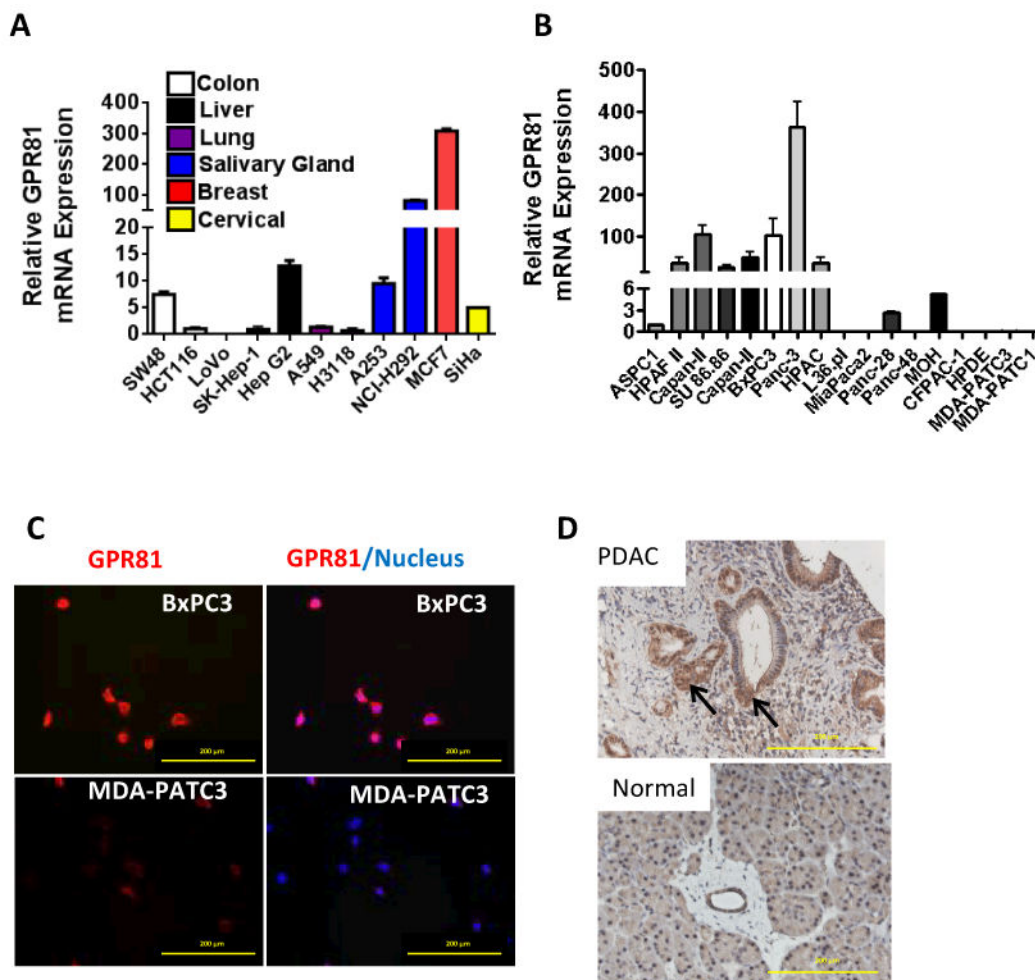 A
Relative GPR81
mRNA Expression
400
300
200
100
20
15
10
5
0
Colon
Liver
Lung
Salivary Gland
Breast
Cervical
SW48
HCT116
LoVo
SK-Hep-1
Hep G2
A549
H3118
A253
NCI-H292
MCF7
SiHa
B
Relative GPR81
mRNA Expression
500
400
300
200
100
6
3
0
ASPC1
HPAF II
Capan-II
SU 86.86
Capan-II
BxPC3
Panc-3
HPAC
L36.pl
MiaPaca2
Panc-28
Panc-48
MOH
CFPAC-1
HPDE
MDA-PATC3
MDA-PATC1
C
GPR81
GPR81/Nucleus
BxPC3
BxPC3
200 µm
200 µm
MDA-PATC3
MDA-PATC3
200 µm
200 µm
D
PDAC
200 µm
Normal
200 µm